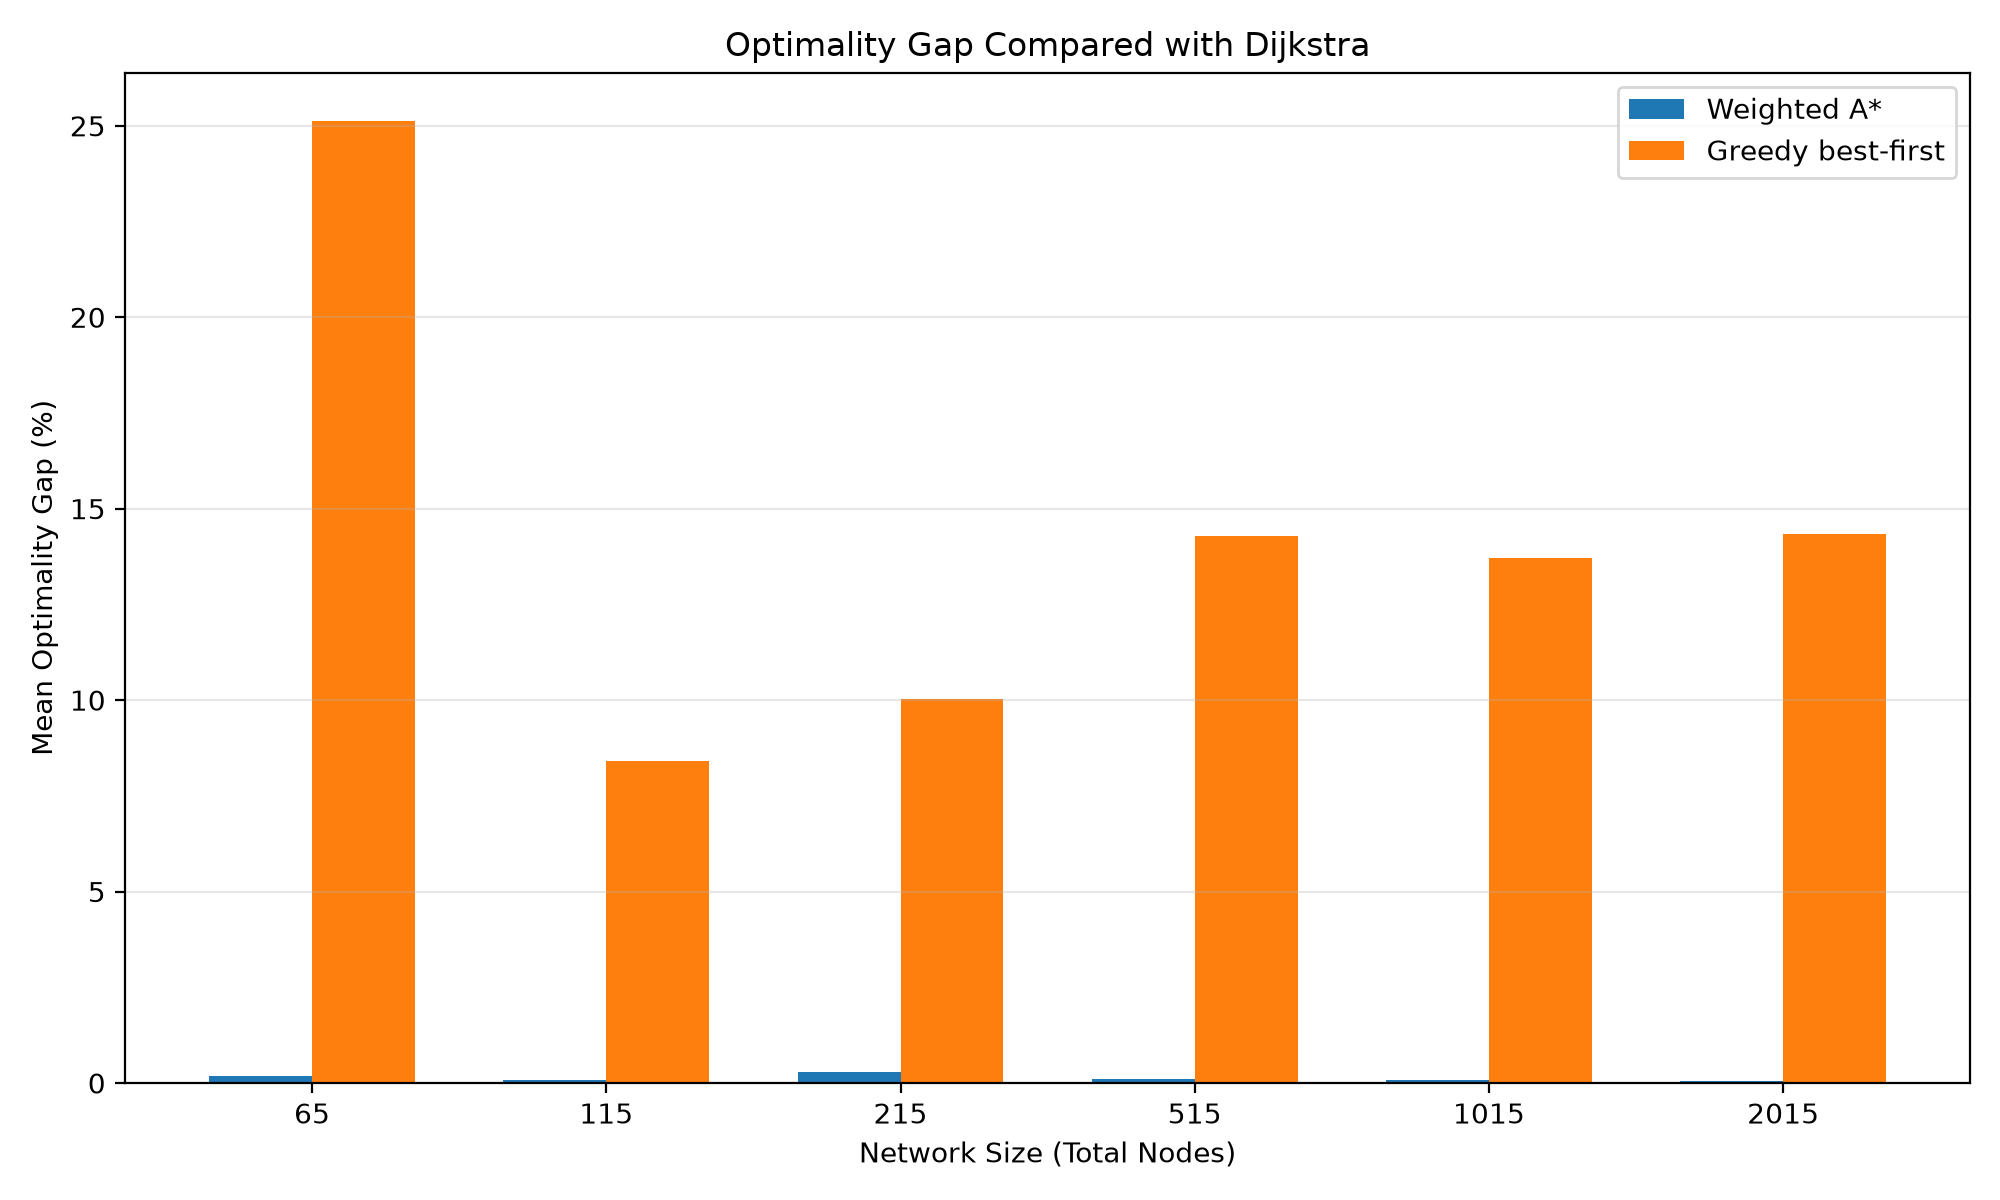 Optimality Gap Compared with Dijkstra
Weighted A*
Greedy best-first
Mean Optimality Gap (%)
25
20
15
10
5
0
65 115 215 515 1015 2015
Network Size (Total Nodes)